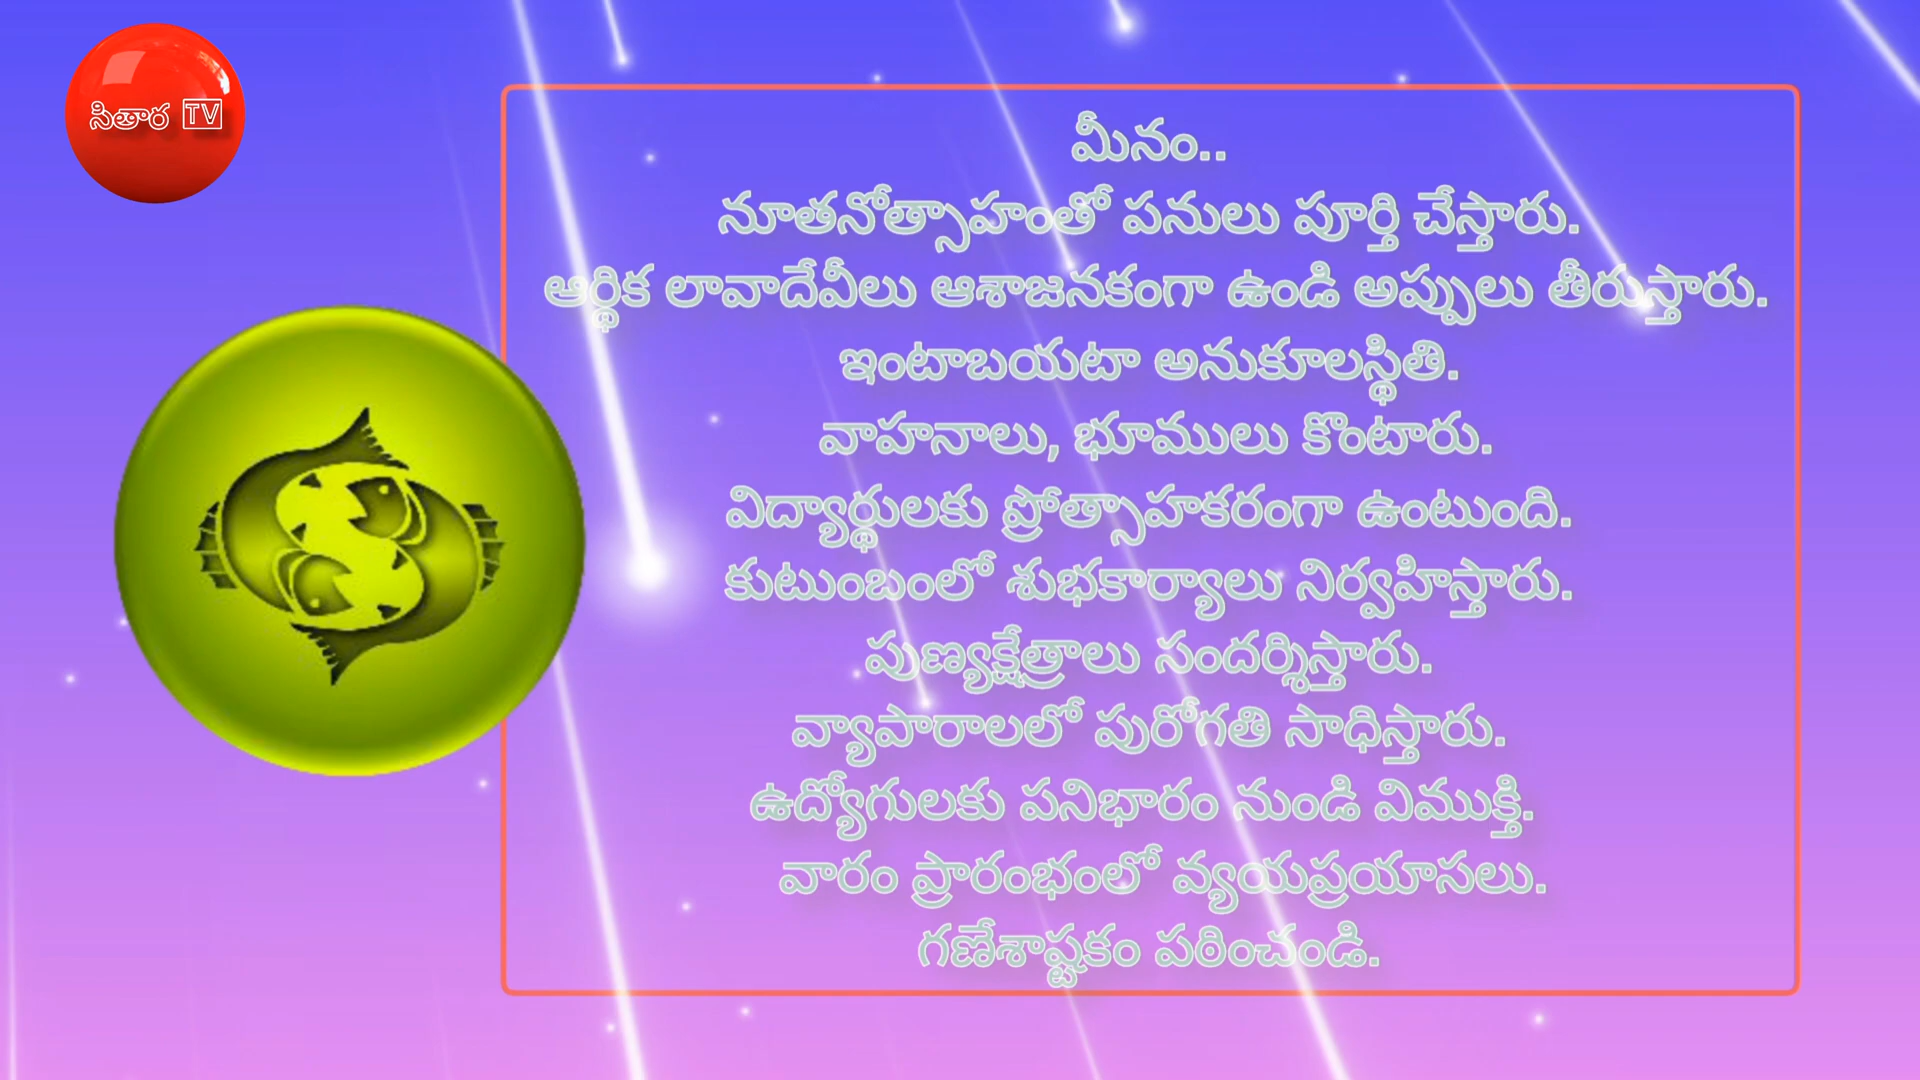 సితార TV
మీనం..
నూతనోత్సాహంతో పనులు పూర్తి చేస్తారు.
ఆర్థిక లావాదేవీలు ఆశాజనకంగా ఉండి అప్పులు తీరుస్తారు.
ఇంటాబయటా అనుకూలస్థితి.
వాహనాలు, భూములు కొంటారు.
విద్యార్థులకు ప్రోత్సాహకరంగా ఉంటుంది.
కుటుంబంలో శుభకార్యాలు నిర్వహిస్తారు.
పుణ్యక్షేత్రాలు సందర్శిస్తారు.
వ్యాపారాలలో పురోగతి సాధిస్తారు.
ఉద్యోగులకు పనిభారం నుండి విముక్తి.
వారం ప్రారంభంలో వ్యయప్రయాసలు.
గణేశాష్టకం పఠించండి.